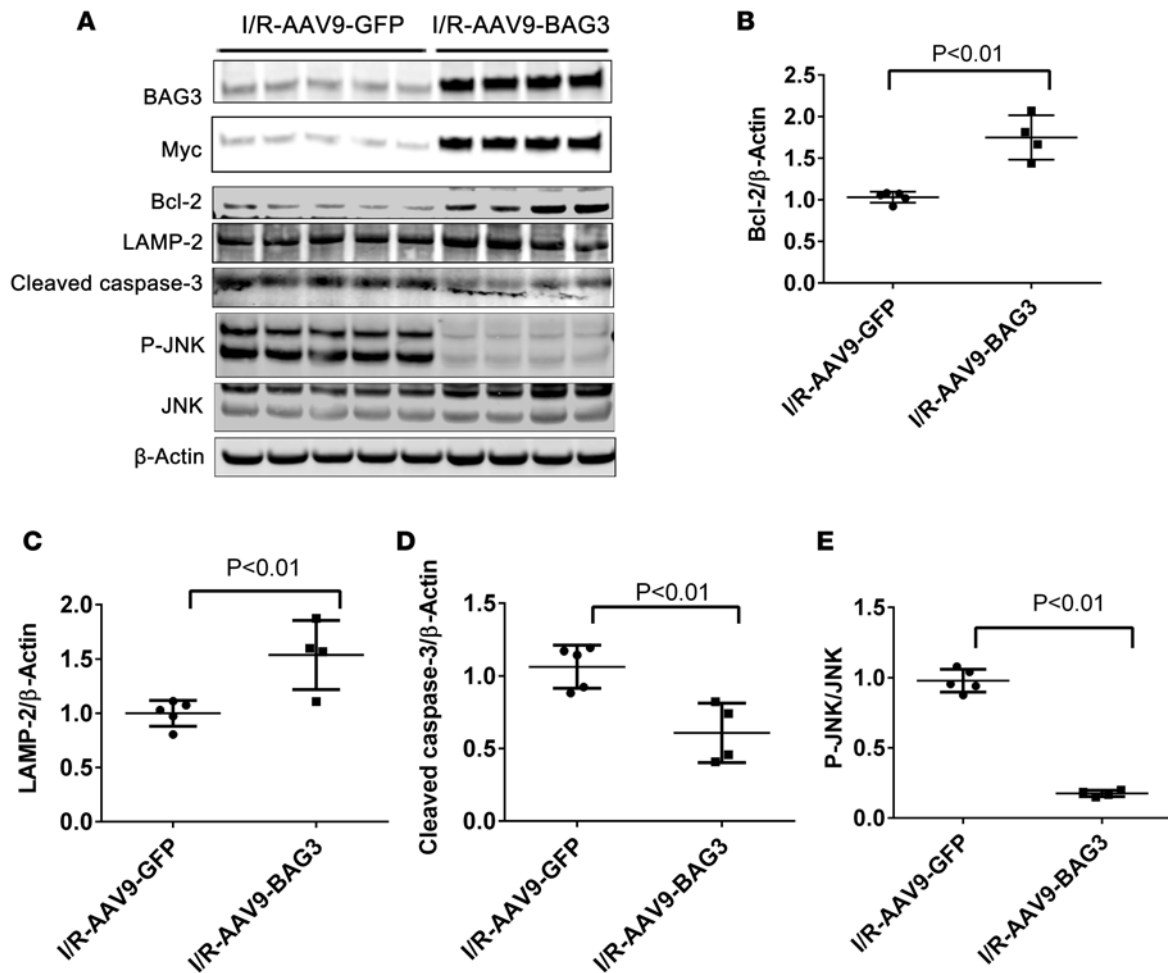 A
I/R-AAV9-GFP I/R-AAV9-BAG3
BAG3
Myc
Bcl-2
LAMP-2
Cleaved caspase-3
P-JNK
JNK
β-Actin
B
P<0.01
2.5
2.0
1.5
1.0
0.5
0.0
Bcl-2/β-Actin
I/R-AAV9-GFP
I/R-AAV9-BAG3
C
P<0.01
2.0
1.5
1.0
0.5
0.0
LAMP-2/β-Actin
I/R-AAV9-GFP
I/R-AAV9-BAG3
D
P<0.01
1.5
1.0
0.5
0.0
Cleaved caspase-3/β-Actin
I/R-AAV9-GFP
I/R-AAV9-BAG3
E
P<0.01
1.5
1.0
0.5
0.0
P-JNK/JNK
I/R-AAV9-GFP
I/R-AAV9-BAG3